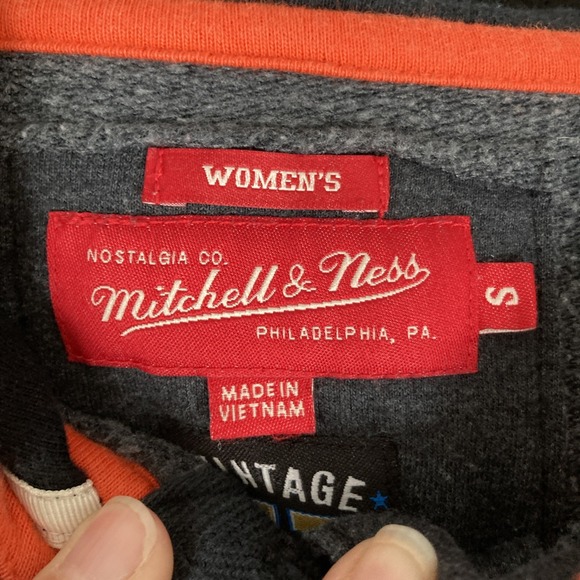 WOMEN'S
NOSTALGIA CO.
Mitchell & Ness
PHILADELPHIA, PA.
S
MADE IN
VIETNAM